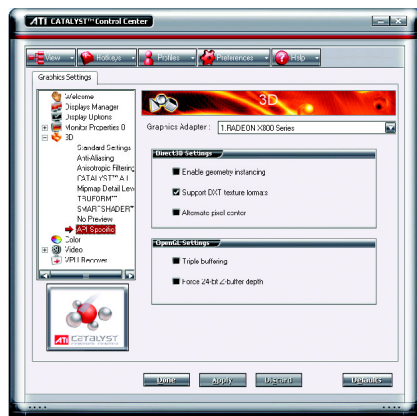 ATI CATALYST™ Control Center
View Hotkeys Profiles Preferences Help
Graphics Settings
Welcome
Displays Manager
Display Options
Monitor Properties 0
3D
Standard Settings
Anti-Aliasing
Anisotropic Filtering
CATALYST™ A.I.
Mipmap Detail Leve
TRUFORM™
SMARTSHADER™
No Preview
API Specific
Color
Video
VPU Recover
ATI CATALYST
3D
Graphics Adapter : 1.RADEON X800 Series
Direct3D Settings
Enable geometry instancing
Support DXT texture formats
Alternate pixel center
OpenGL Settings
Triple buffering
Force 24-bit Z-buffer depth
Done Apply Discard Defaults